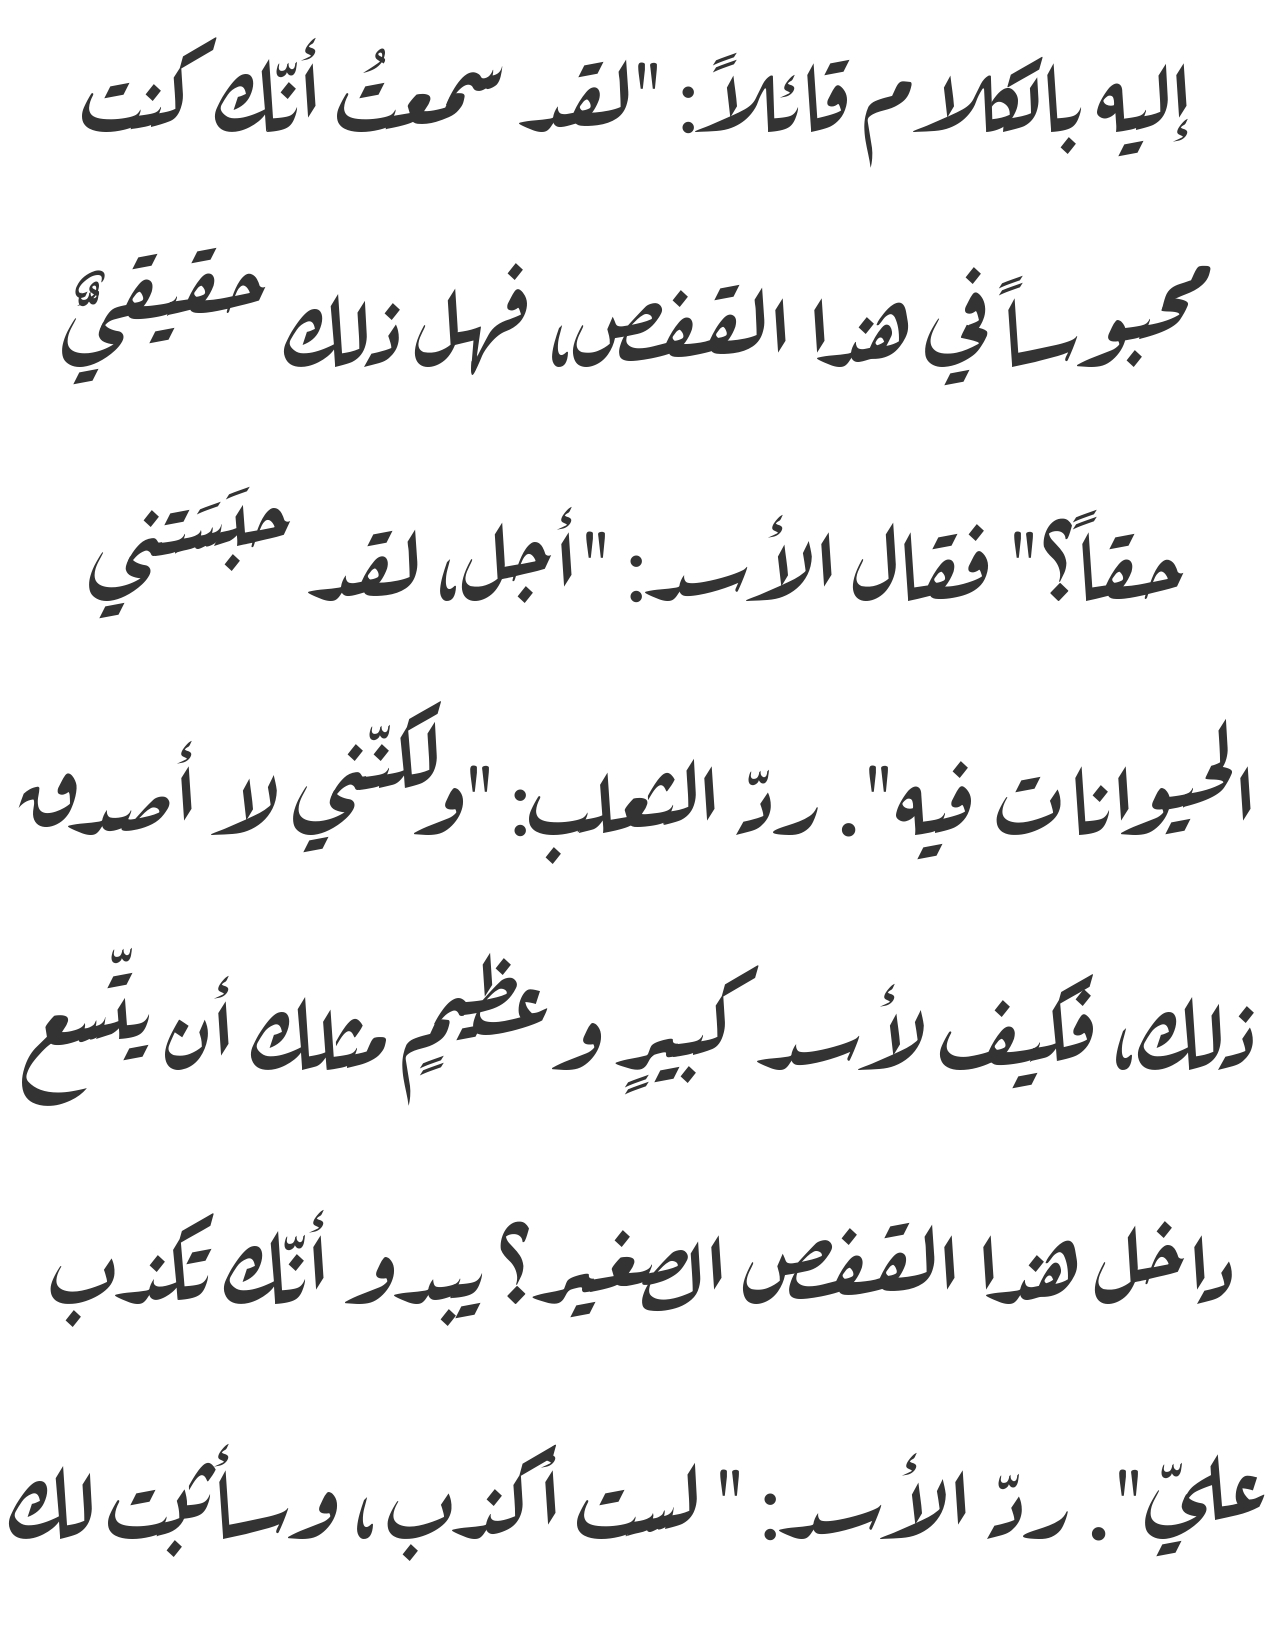 إليه بالكلام قائلاً: "لقد سمعتُ أنّك كنت
محبوساً في هذا القفص، فهل ذلك حقيقيٌّ
حقاً؟" فقال الأسد: "أجل، لقد حبَسَتني
الحيوانات فيه". ردّ الثعلب: "ولكنّني لا أصدق
ذلك، فكيف لأسد كبيرٍ و عظيمٍ مثلك أن يتّسع
داخل هذا القفص الصغير؟ يبدو أنّك تكذب
عليّ". ردّ الأسد: " لست أكذب، وسأثبت لك